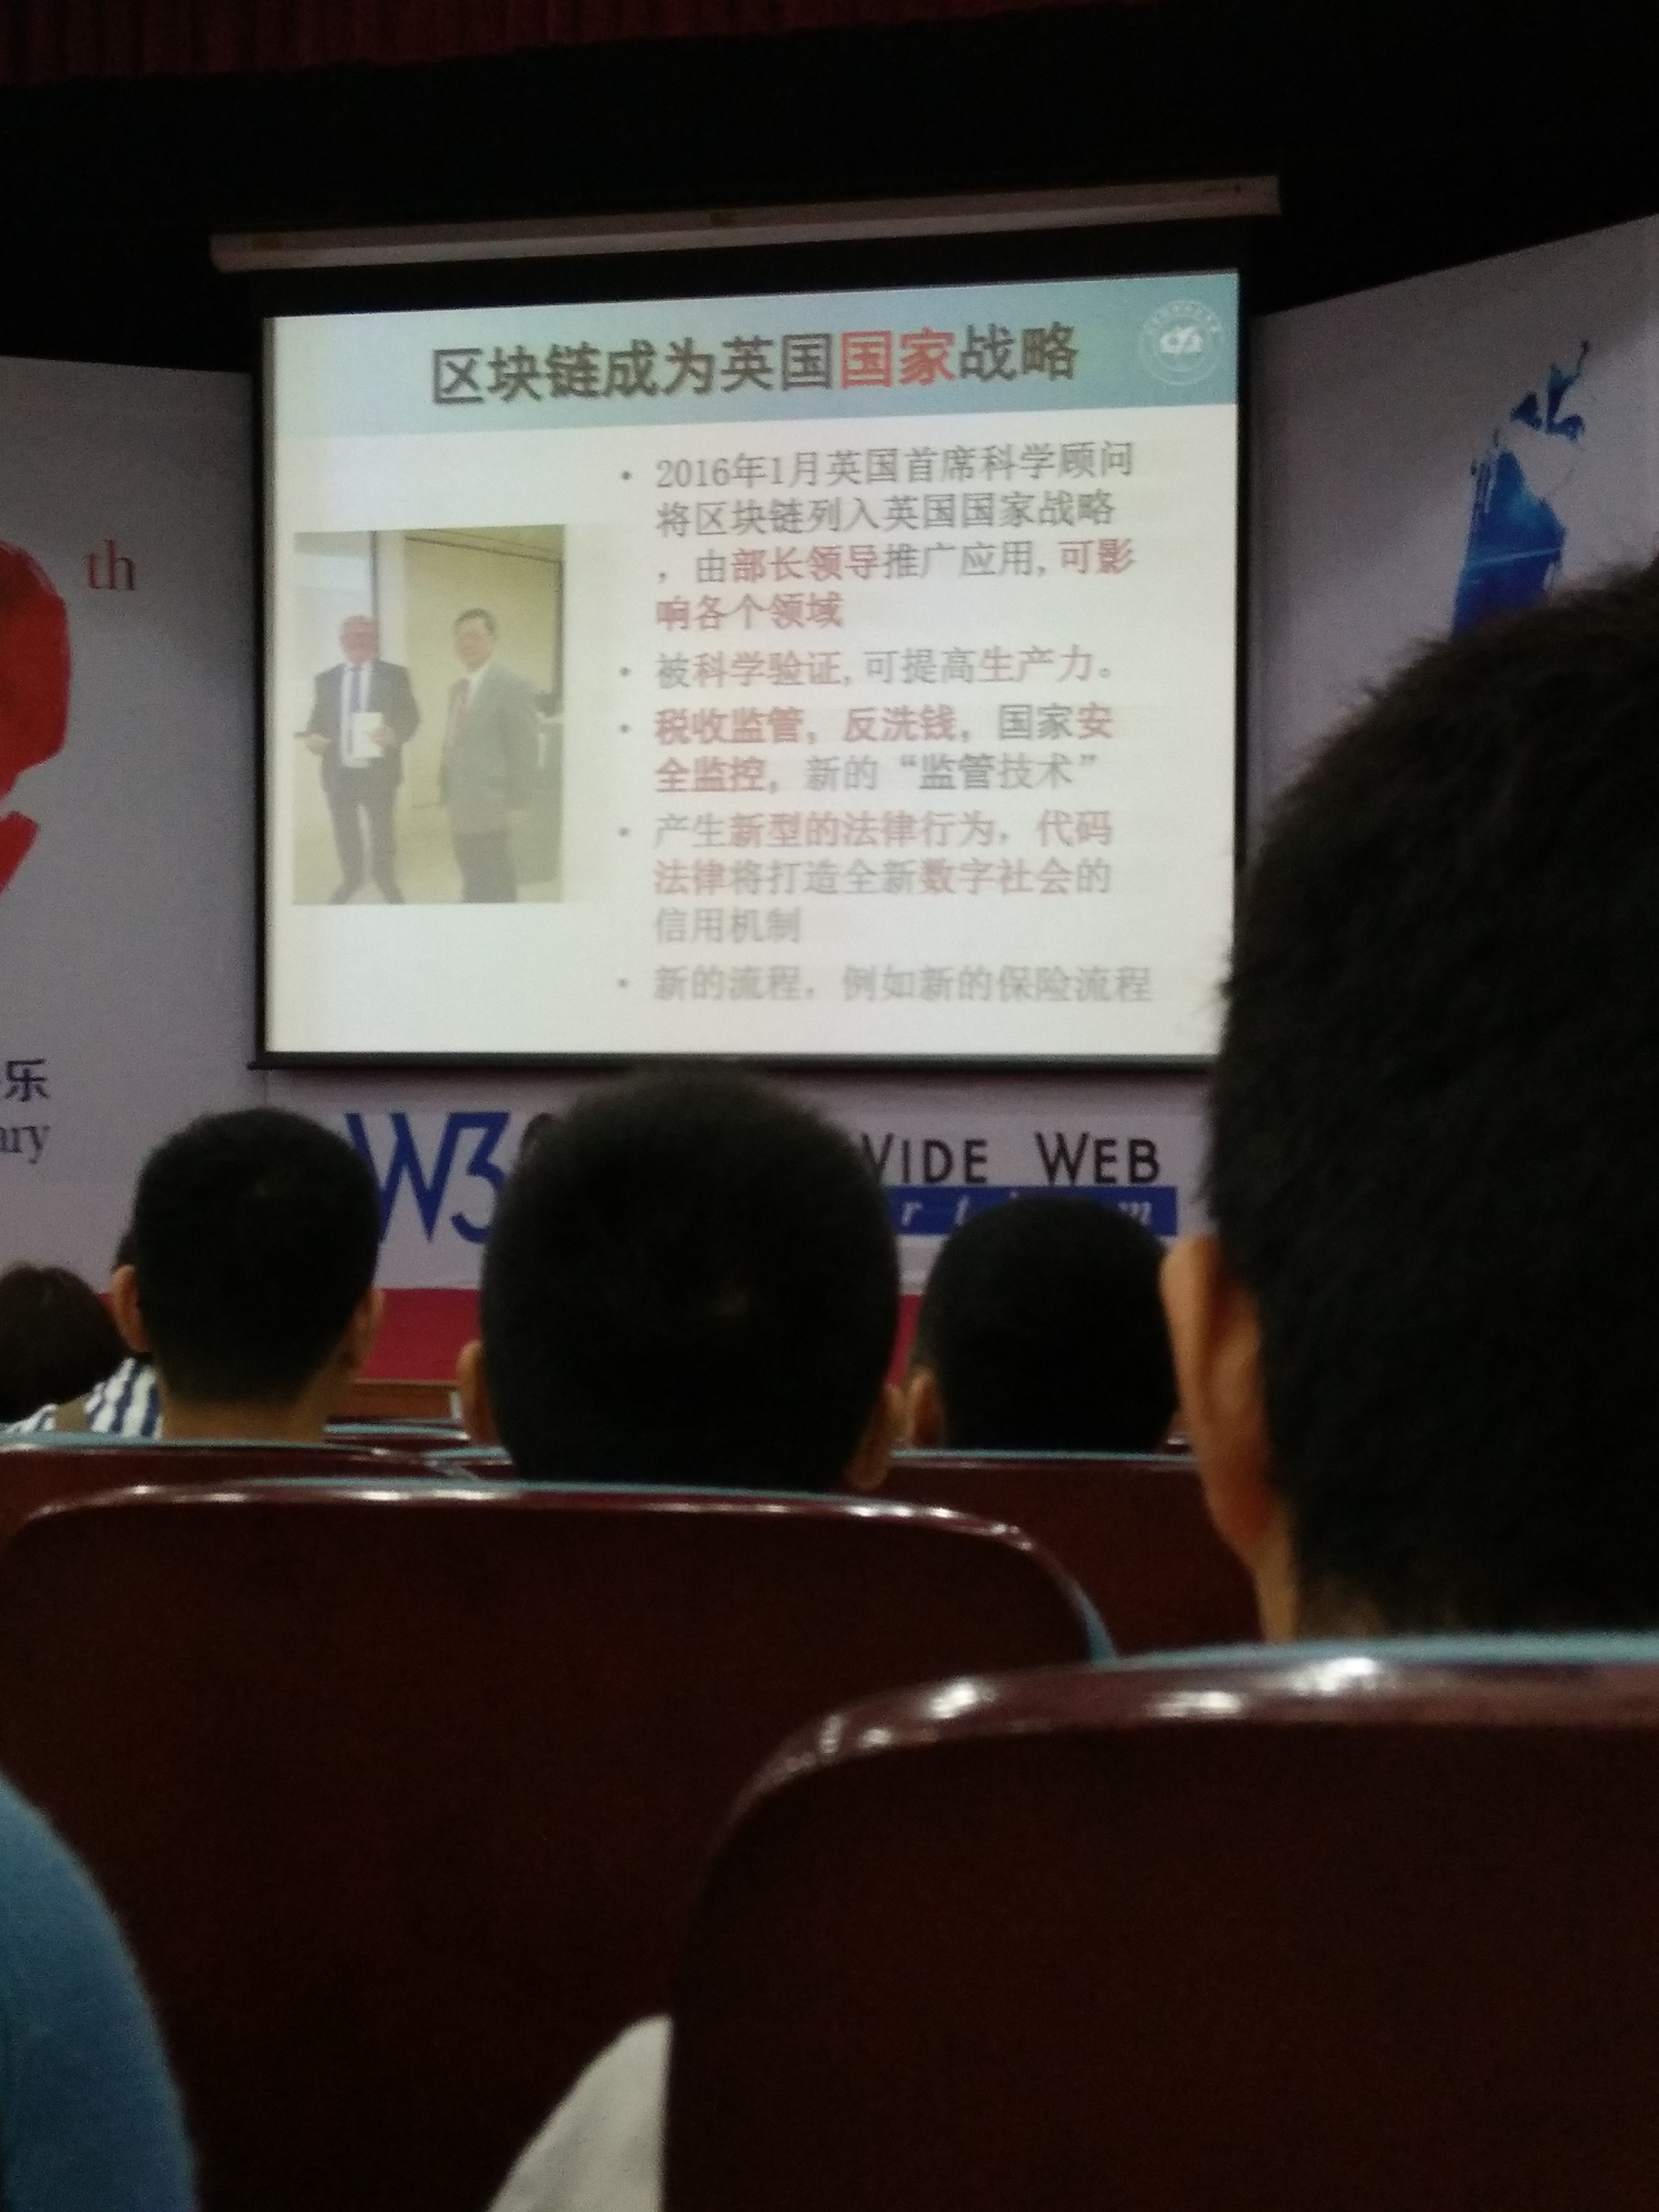 区块链成为英国国家战略
2016年1月英国首席科学顾问
将区块链列入英国国家战略
，由部长领导推广应用,可影
响各个领域
被科学验证,可提高生产力。
税收监管，反洗钱，国家安
全监控，新的“监管技术”
产生新型的法律行为，代码
法律将打造全新数字社会的
信用机制
新的流程，例如新的保险流程
th
乐
ary
W3
WIDE WEB
r t m